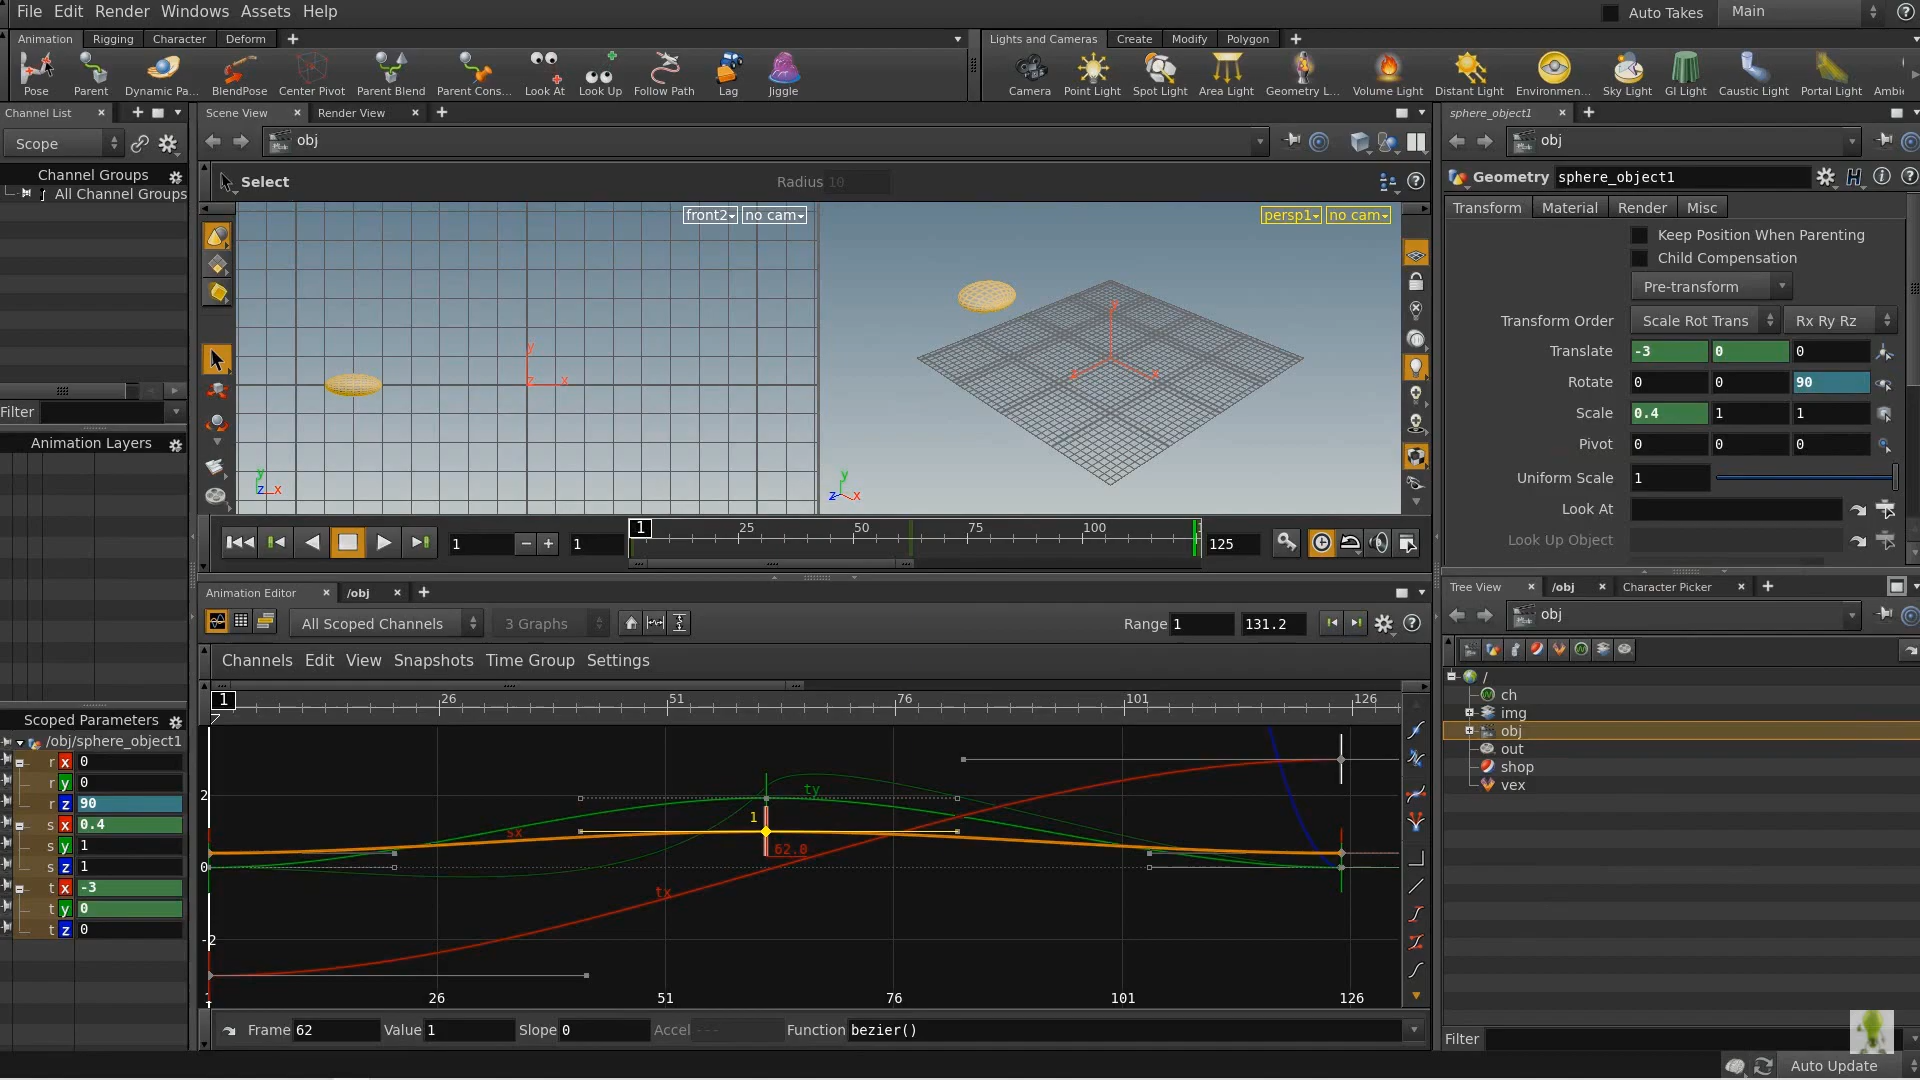 File Edit Render Windows Assets Help
Auto Takes Main
Animation Rigging Character Deform
Lights and Cameras Create Modify Polygon
Pose Parent Dynamic Pa... BlendPose Center Pivot Parent Blend Parent Cons... Look At Look Up Follow Path Lag Jiggle
Camera Point Light Spot Light Area Light Geometry L... Volume Light Distant Light Environmen... Sky Light GI Light Caustic Light Portal Light Ambi
Channel List
Scene View Render View
sphere_object1
Scope
obj
obj
Channel Groups
All Channel Groups
Select
Radius 10
Geometry sphere_object1
Transform Material Render Misc
front2 no cam
persp1 no cam
Keep Position When Parenting
Child Compensation
Pre-transform
Transform Order Scale Rot Trans Rx Ry Rz
Translate -3 0 0
Rotate 0 0 90
Scale 0.4 1 1
Pivot 0 0 0
Uniform Scale 1
Look At
Look Up Object
y
x
z
y
z x
y
z x
Filter
Animation Layers
1 1
1 25 50 75 100
125
Animation Editor /obj
Tree View /obj Character Picker
All Scoped Channels 3 Graphs
Range 1 131.2
obj
Channels Edit View Snapshots Time Group Settings
1 26 51 76 101 126
/
ch
img
obj
out
shop
vex
Scoped Parameters
/obj/sphere_object1
r x 0
r y 0
r z 90
s x 0.4
s y 1
s z 1
t x -3
t y 0
t z 0
2
0
-2
ty
1
sx
62.0
tx
1 26 51 76 101 126
Frame 62 Value 1 Slope 0 Accel --- Function bezier()
Filter
Auto Update